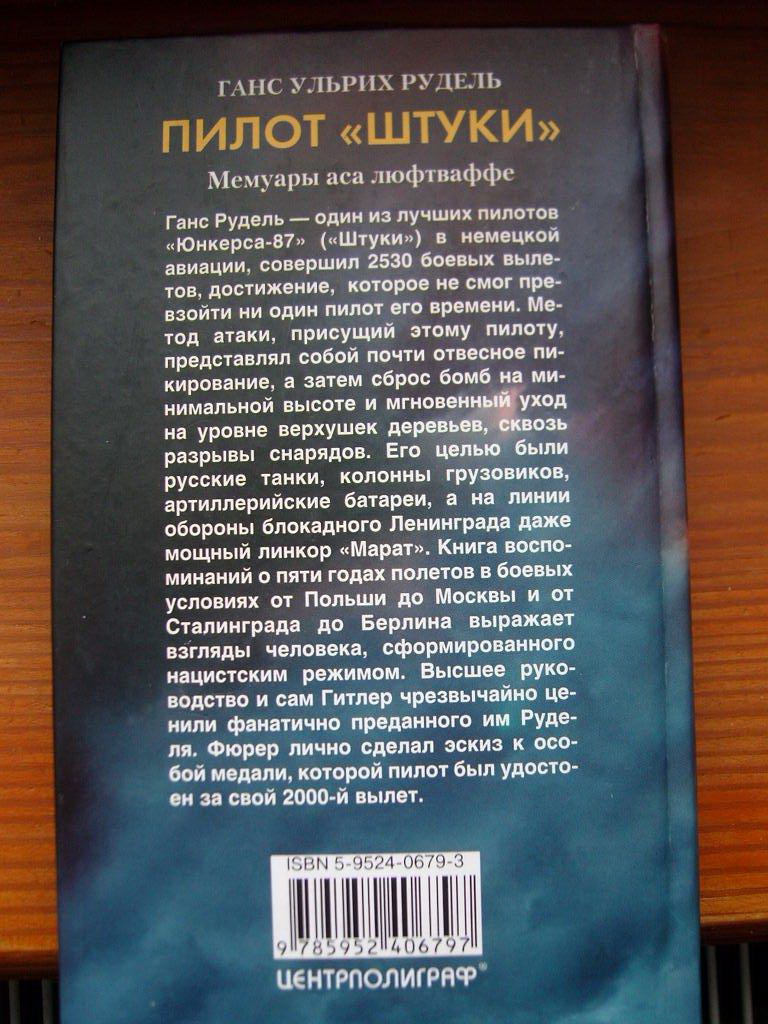 ГАНС УЛЬРИХ РУДЕЛЬ
ПИЛОТ «ШТУКИ»
Мемуары аса люфтваффе
Ганс Рудель — один из лучших пилотов
«Юнкерса-87» («Штуки») в немецкой
авиации, совершил 2530 боевых выле-
тов, достижение, которое не смог пре-
взойти ни один пилот его времени. Ме-
тод атаки, присущий этому пилоту,
представлял собой почти отвесное пи-
кирование, а затем сброс бомб на ми-
нимальной высоте и мгновенный уход
на уровне верхушек деревьев, сквозь
разрывы снарядов. Его целью были
русские танки, колонны грузовиков,
артиллерийские батареи, а на линии
обороны блокадного Ленинграда даже
мощный линкор «Марат». Книга воспо-
минаний о пяти годах полетов в боевых
условиях от Польши до Москвы и от
Сталинграда до Берлина выражает
взгляды человека, сформированного
нацистским режимом. Высшее руко-
водство и сам Гитлер чрезвычайно це-
нили фанатично преданного им Руде-
ля. Фюрер лично сделал эскиз к осо-
бой медали, которой пилот был удосто-
ен за свой 2000-й вылет.
ISBN 5-9524-0679-3
9 785952 406797
ЦЕНТРПОЛИГРАФ®